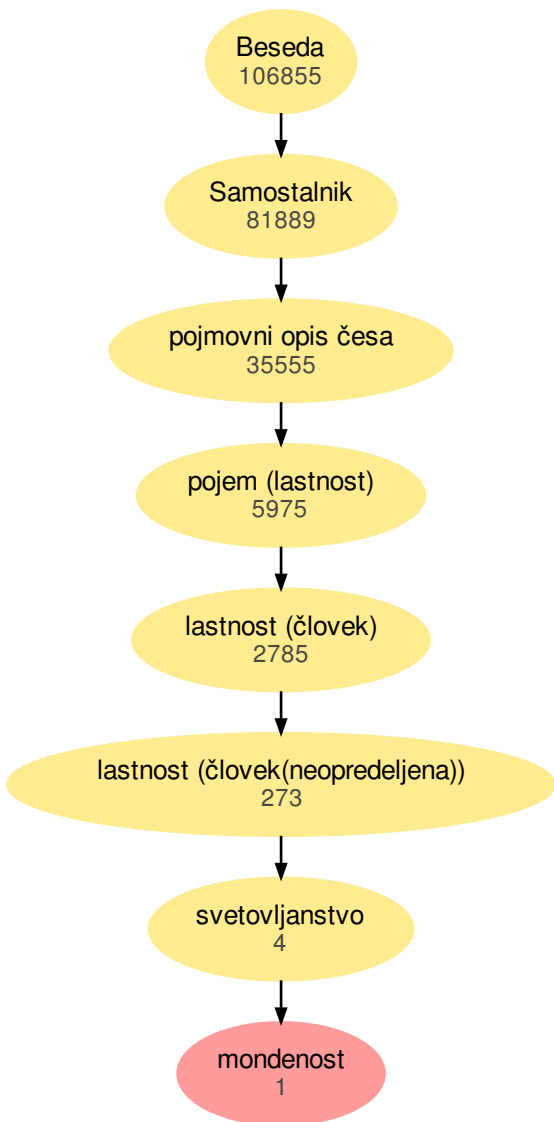 Beseda
106855
Samostalnik
81889
pojmovni opis česa
35555
pojem (lastnost)
5975
lastnost (človek)
2785
lastnost (človek(neopredeljena))
273
svetovljanstvo
4
mondenost
1